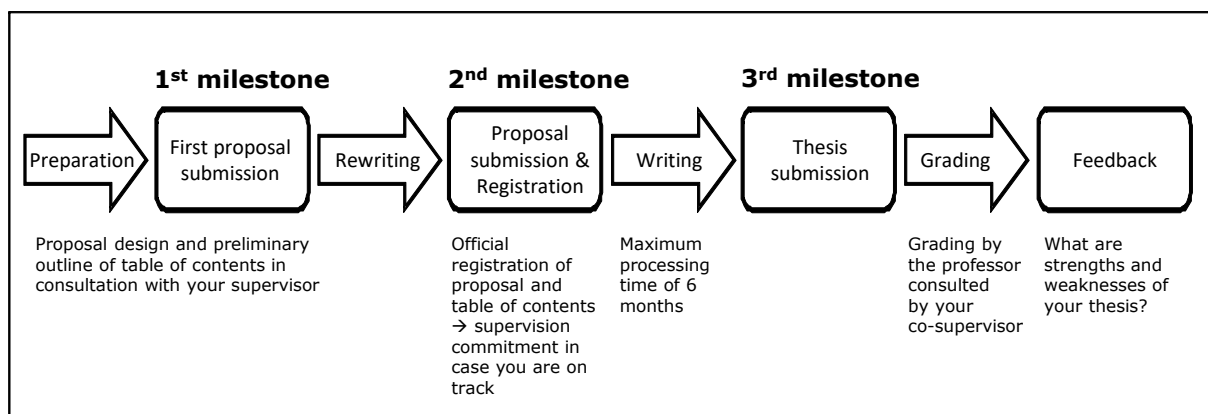 1st milestone
2nd milestone
3rd milestone
Preparation
First proposal
submission
Rewriting
Proposal
submission &
Registration
Writing
Thesis
submission
Grading
Feedback
Proposal design and preliminary
outline of table of contents in
consultation with your supervisor
Official
registration of
proposal and
table of contents
→ supervision
commitment in
case you are on
track
Maximum
processing
time of 6
months
Grading by
the professor
consulted
by your
co-supervisor
What are
strengths and
weaknesses of
your thesis?